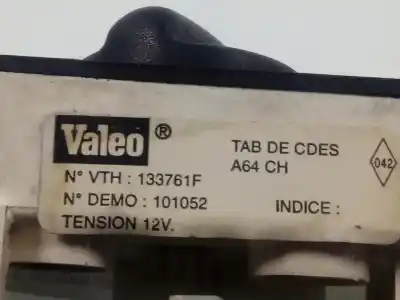 Valeo ®
TAB DE CDES
A64 CH
042
N° VTH : 133761F
N° DEMO : 101052
INDICE :
TENSION 12V.